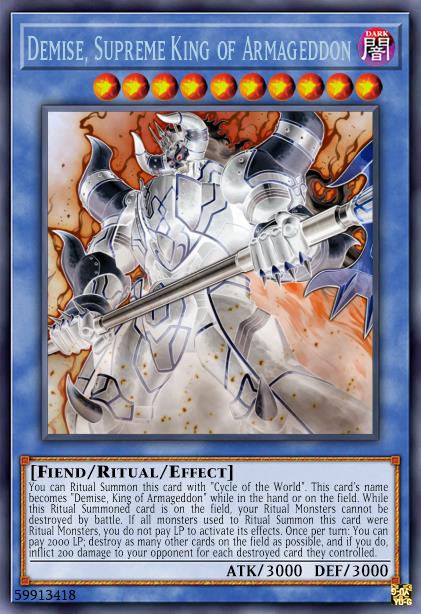 Demise, Supreme King of Armageddon
DARK
闇
[Fiend/Ritual/Effect]
You can Ritual Summon this card with "Cycle of the World". This card's name
becomes "Demise, King of Armageddon" while in the hand or on the field. While
this Ritual Summoned card is on the field, your Ritual Monsters cannot be
destroyed by battle. If all monsters used to Ritual Summon this card were
Ritual Monsters, you do not pay LP to activate its effects. Once per turn: You can
pay 2000 LP; destroy as many other cards on the field as possible, and if you do,
inflict 200 damage to your opponent for each destroyed card they controlled.
ATK/3000 DEF/3000
59913418